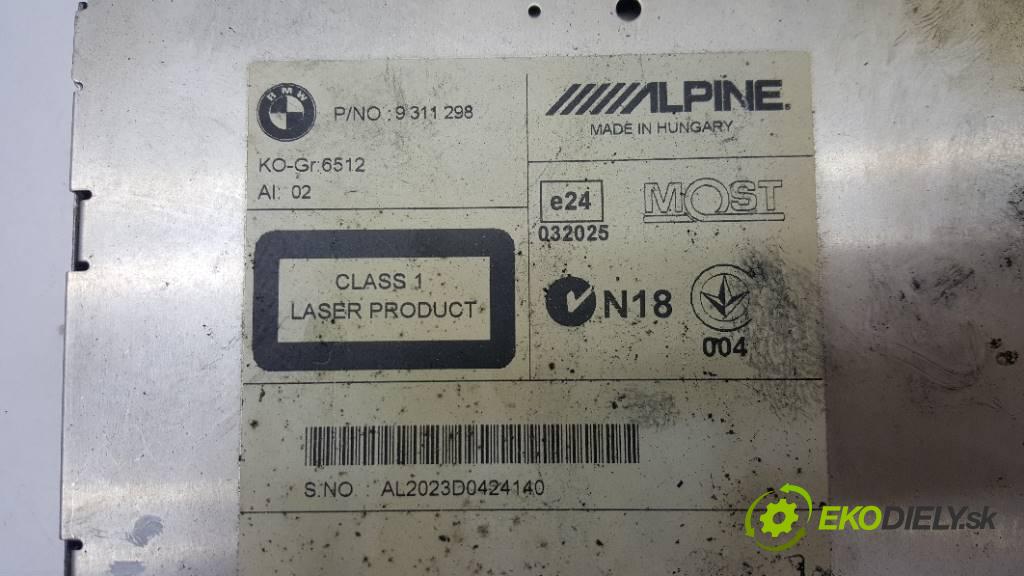 BMW
P/NO : 9 311 298
ALPINE
MADE IN HUNGARY
KO-Gr:6512
AI: 02
e24
032025
MOST
CLASS 1
LASER PRODUCT
N18
004
S.NO AL2023D0424140
EKODIELY.sk